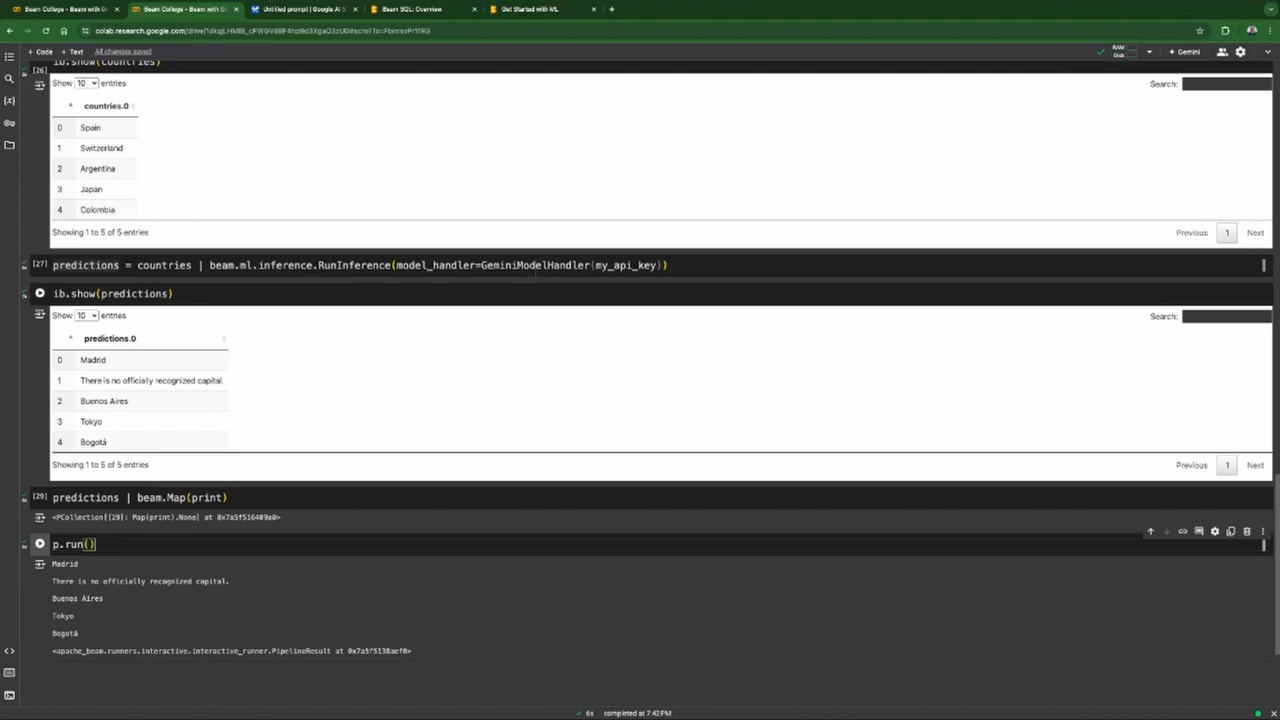 Beam College - Beam with Gen
Beam College - Beam with Gen
Untitled prompt | Google AI S
Beam SQL: Overview
Get Started with ML
+ Code + Text All changes saved
RAM
Disk
Gemini
[26]
ib.show(countries)
Show 10 entries
Search:
countries.0
0 Spain
1 Switzerland
2 Argentina
3 Japan
4 Colombia
Showing 1 to 5 of 5 entries
Previous 1 Next
[27] predictions = countries | beam.ml.inference.RunInference(model_handler=GeminiModelHandler(my_api_key))
ib.show(predictions)
Show 10 entries
Search:
predictions.0
0 Madrid
1 There is no officially recognized capital.
2 Buenos Aires
3 Tokyo
4 Bogotá
Showing 1 to 5 of 5 entries
Previous 1 Next
[29] predictions | beam.Map(print)
<PCollection[[29]: Map(print).None] at 0x7a5f516409a0>
p.run()
Madrid
There is no officially recognized capital.
Buenos Aires
Tokyo
Bogotá
<apache_beam.runners.interactive.interactive_runner.PipelineResult at 0x7a5f5138aef0>
6s completed at 7:42PM